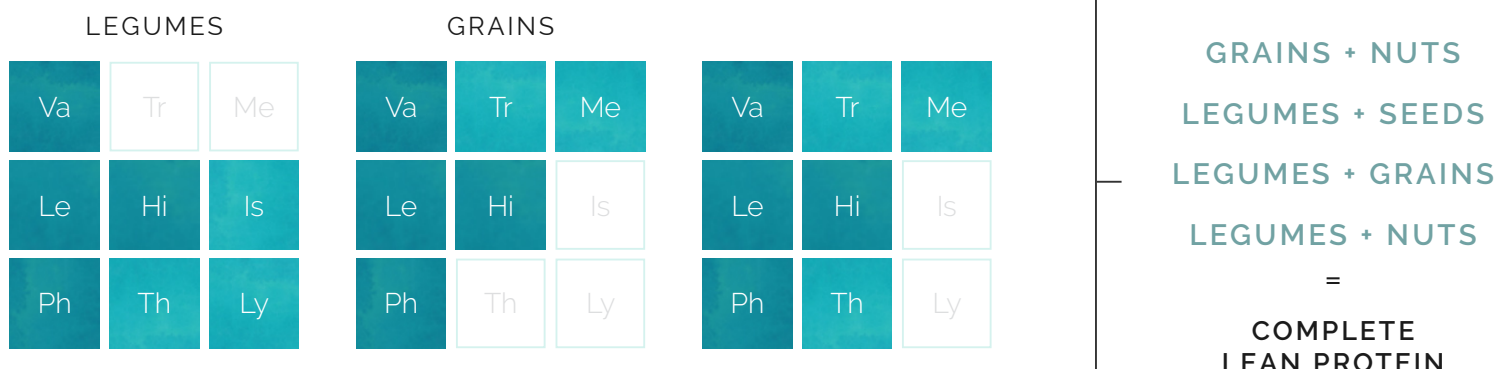 LEGUMES
GRAINS
Va Tr Me
Le Hi Is
Ph Th Ly
Va Tr Me
Le Hi Is
Ph Th Ly
Va Tr Me
Le Hi Is
Ph Th Ly
GRAINS + NUTS
LEGUMES + SEEDS
LEGUMES + GRAINS
LEGUMES + NUTS
=
COMPLETE
LEAN PROTEIN